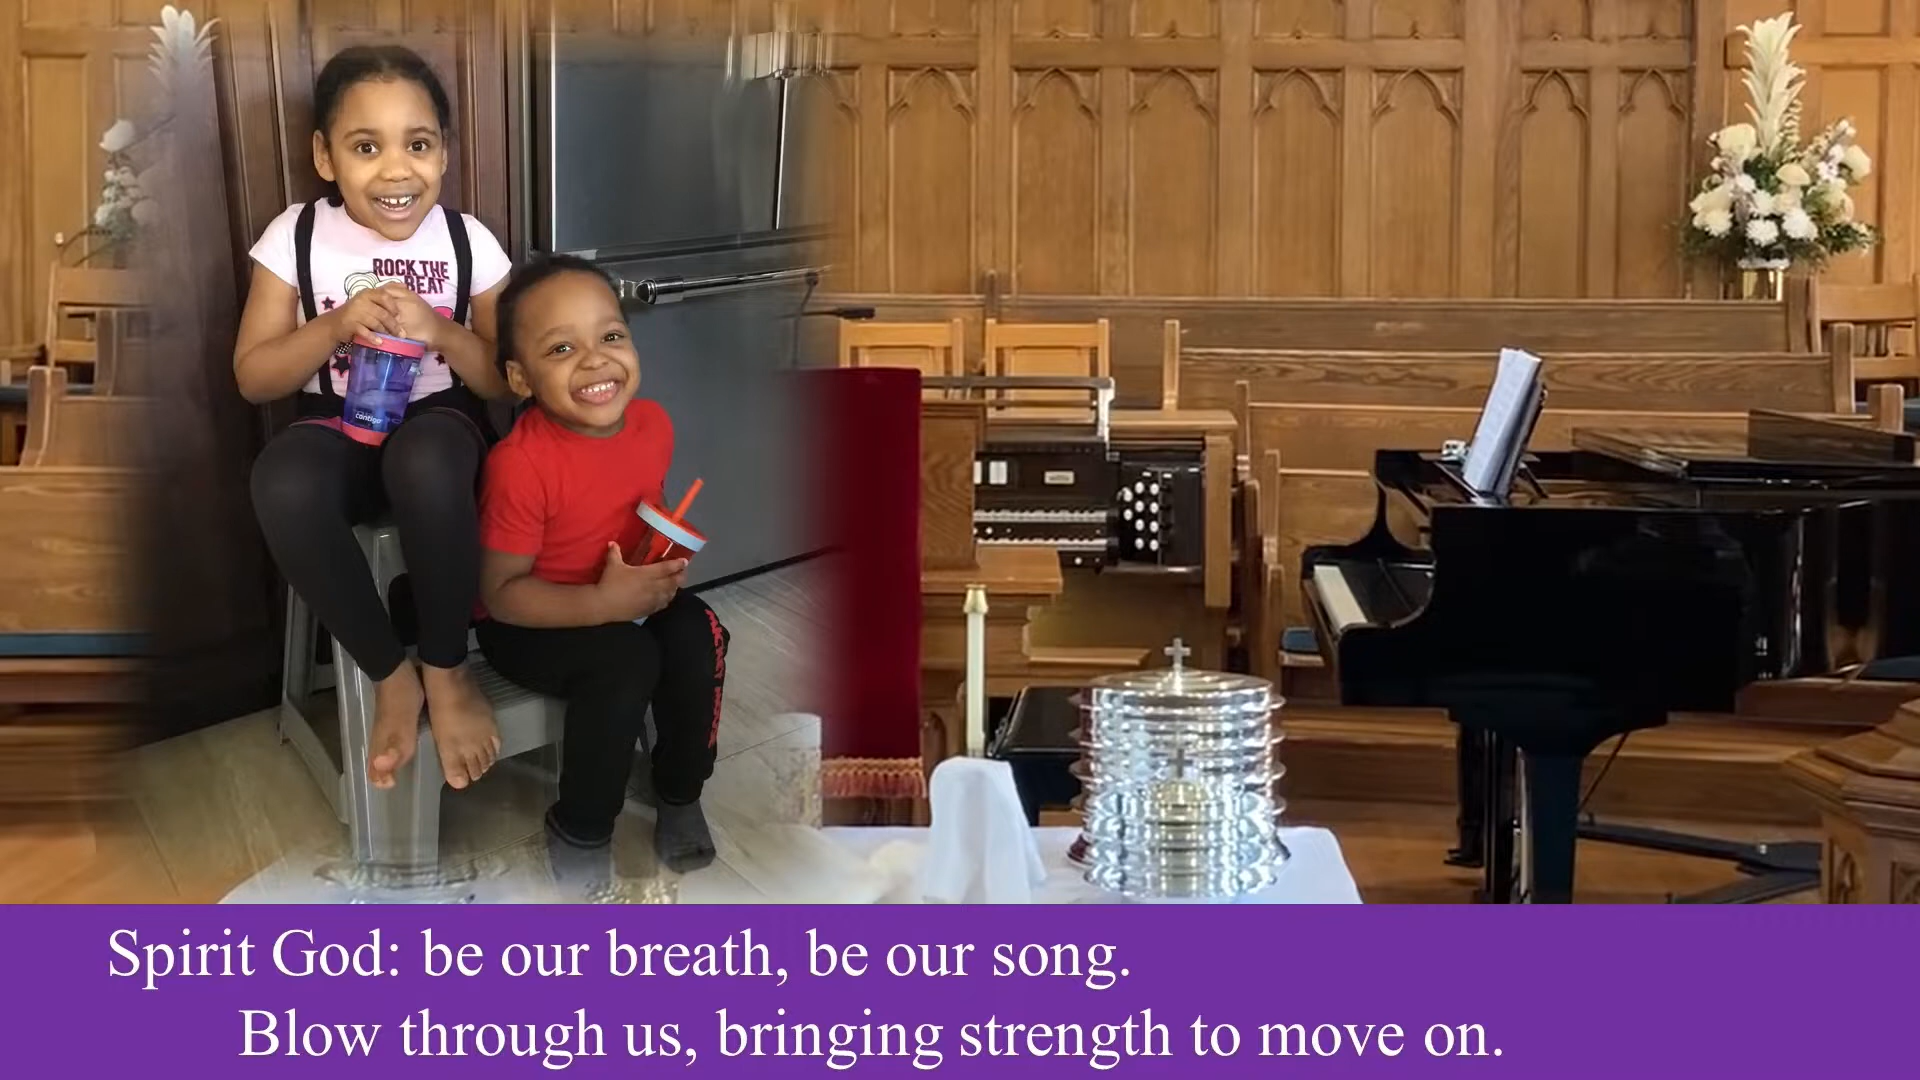 ROCK THE
BEAT
contigo
Spirit God: be our breath, be our song.
Blow through us, bringing strength to move on.